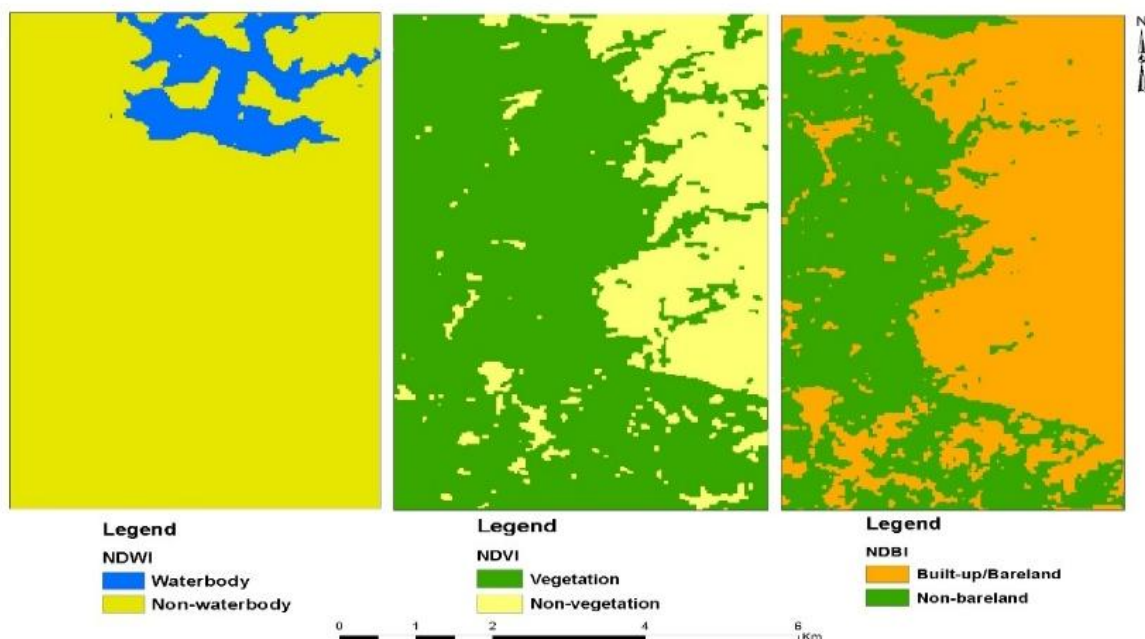 N
Legend
NDWI
Waterbody
Non-waterbody
Legend
NDVI
Vegetation
Non-vegetation
Legend
NDBI
Built-up/Bareland
Non-bareland
0 1 2 4 6
Km